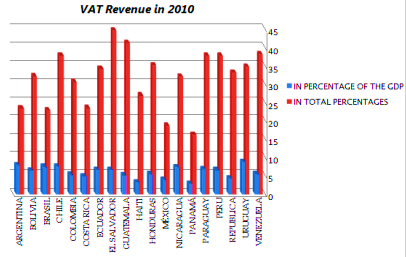 VAT Revenue in 2010
45
40
35
30
25
20
15
10
5
0
IN PERCENTAGE OF THE GDP
IN TOTAL PERCENTAGES
ARGENTINA
BOLIVIA
BRASIL
CHILE
COLOMBIA
COSTA RICA
ECUADOR
EL SALVADOR
GUATEMALA
HAITI
HONDURAS
MÉXICO
NICARAGUA
PANAMÁ
PARAGUAY
PERU
REPUBLICA
URUGUAY
VENEZUELA